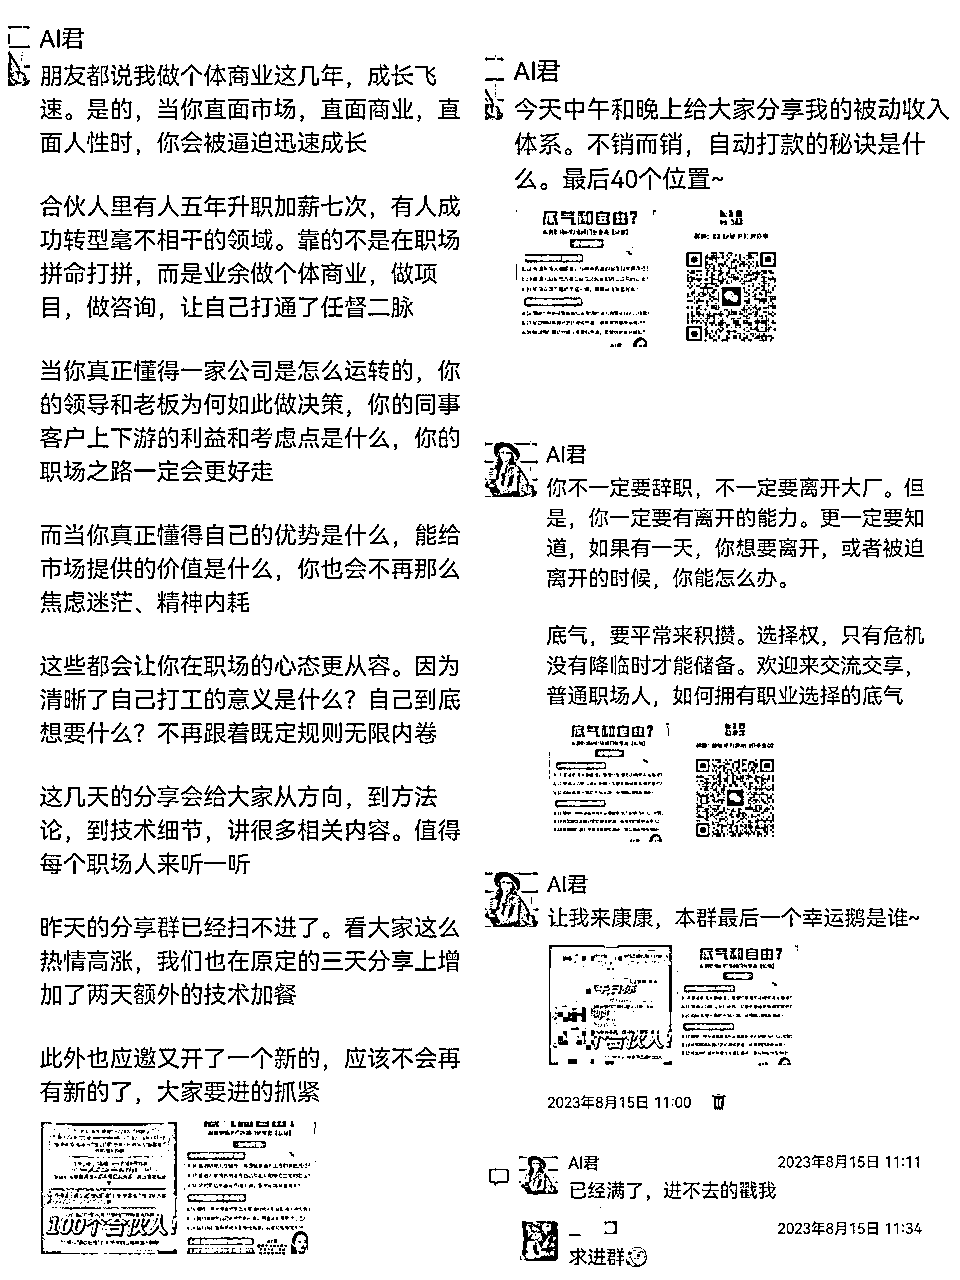 AI君
朋友都说我做个体商业这几年，成长飞
速。是的，当你直面市场，直面商业，直
面人性时，你会被逼迫迅速成长
合伙人里有人五年升职加薪七次，有人成
功转型毫不相干的领域。靠的不是在职场
拼命打拼，而是业余做个体商业，做项
目，做咨询，让自己打通了任督二脉
当你真正懂得一家公司是怎么运转的，你
的领导和老板为何如此做决策，你的同事
客户上下游的利益和考虑点是什么，你的
职场之路一定会更好走
而当你真正懂得自己的优势是什么，能给
市场提供的价值是什么，你也会不再那么
焦虑迷茫、精神内耗
这些都会让你在职场的心态更从容。因为
清晰了自己打工的意义是什么？自己到底
想要什么？不再跟着既定规则无限内卷
这几天的分享会给大家从方向，到方法
论，到技术细节，讲很多相关内容。值得
每个职场人来听一听
昨天的分享群已经扫不进了。看大家这么
热情高涨，我们也在原定的三天分享上增
加了两天额外的技术加餐
此外也应邀又开了一个新的，应该不会再
有新的了，大家要进的抓紧
100个合伙人
AI君
今天中午和晚上给大家分享我的被动收入
体系。不销而销，自动打款的秘诀是什
么。最后40个位置~
底气和自由？
AI君
你不一定要辞职，不一定要离开大厂。但
是，你一定要有离开的能力。更一定要知
道，如果有一天，你想要离开，或者被迫
离开的时候，你能怎么办。
底气，要平常来积攒。选择权，只有危机
没有降临时才能储备。欢迎来交流交享，
普通职场人，如何拥有职业选择的底气
底气和自由？
AI君
让我来康康，本群最后一个幸运鹅是谁~
个合伙人
底气和自由？
2023年8月15日 11:00
AI君 2023年8月15日 11:11
已经满了，进不去的戳我
2023年8月15日 11:34
求进群